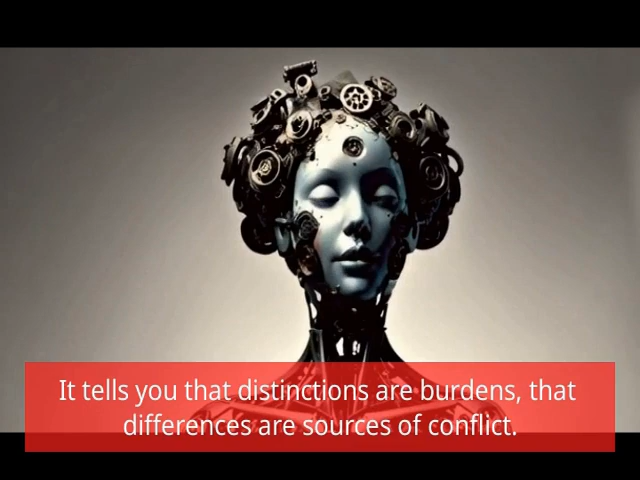 It tells you that distinctions are burdens, that
differences are sources of conflict.